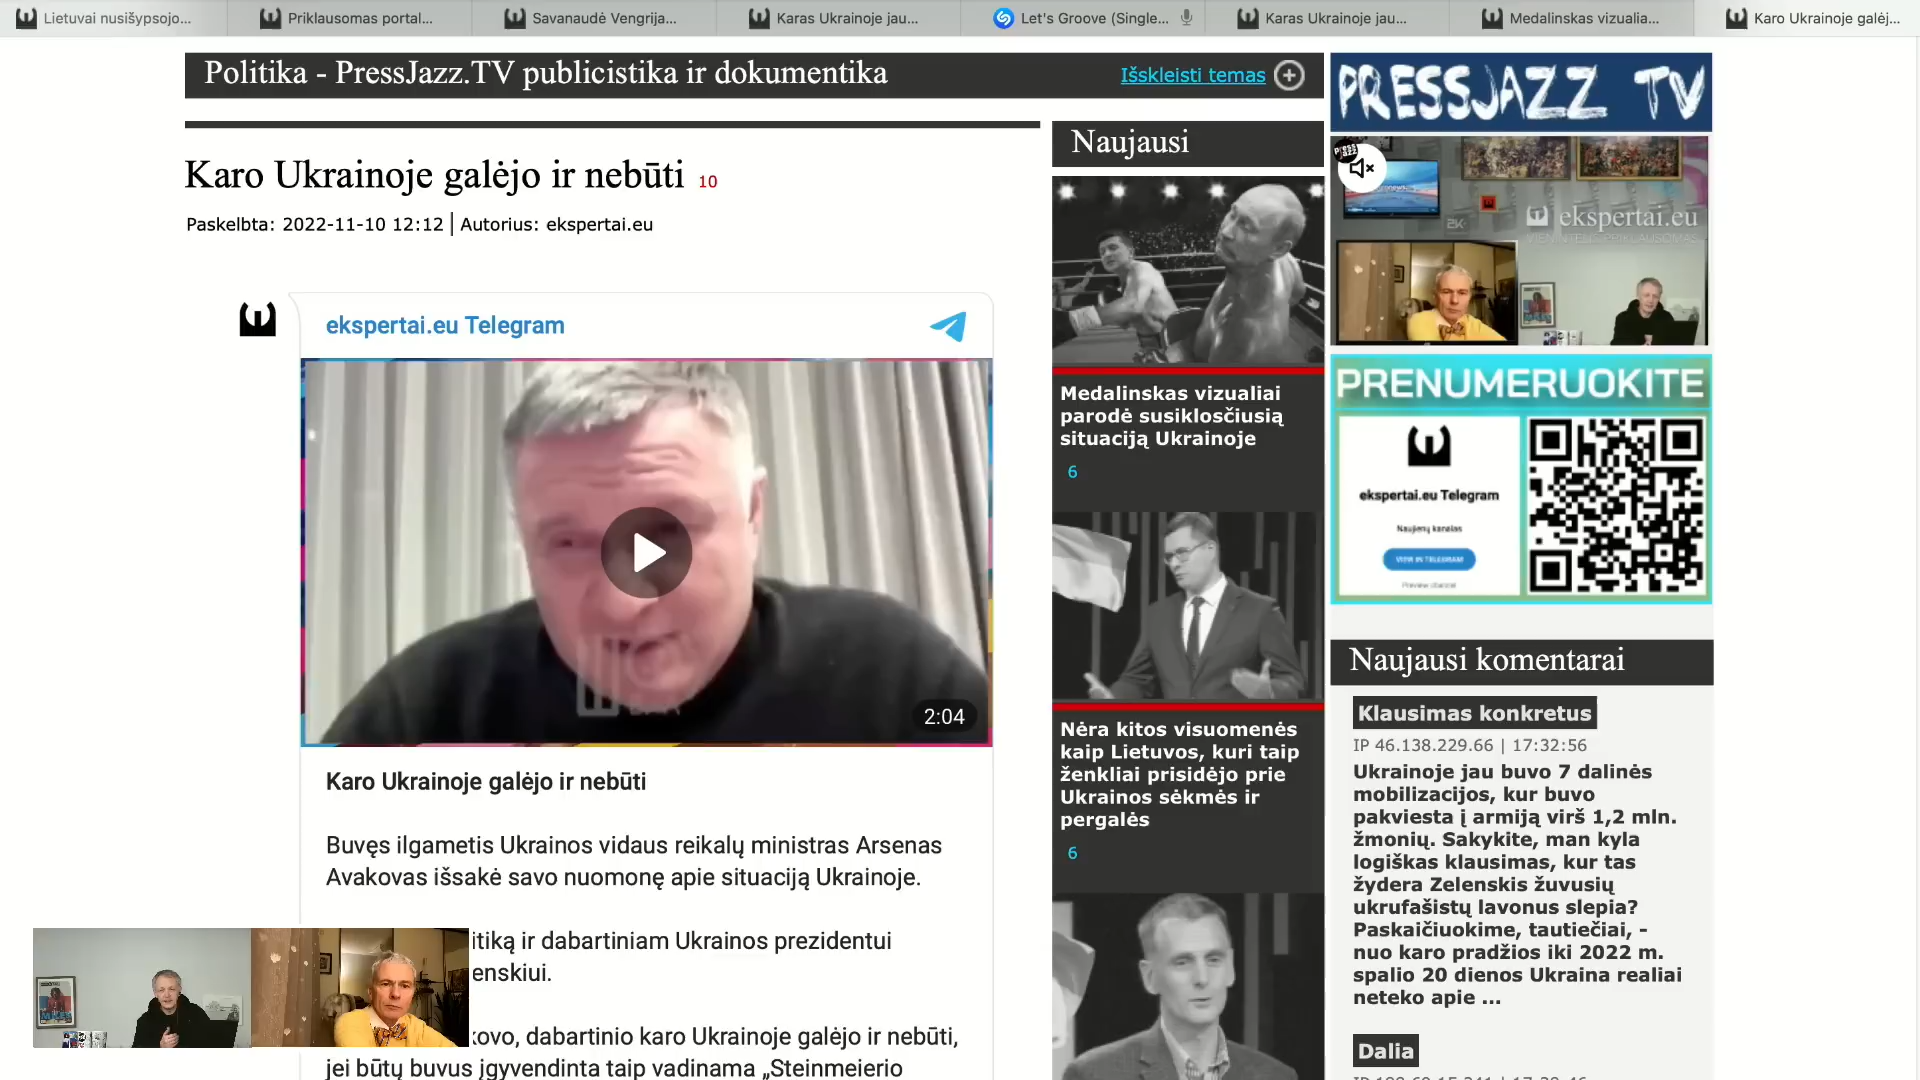 Lietuvai nusišypsojo...
Priklausomas portal...
Savanaudė Vengrija...
Karas Ukrainoje jau...
Let's Groove (Single...
Karas Ukrainoje jau...
Medalinskas vizualia...
Karo Ukrainoje galėj...
Politika - PressJazz.TV publicistika ir dokumentika
Išskleisti temas
Karo Ukrainoje galėjo ir nebūti 10
Paskelbta: 2022-11-10 12:12 | Autorius: ekspertai.eu
ekspertai.eu Telegram
2:04
Karo Ukrainoje galėjo ir nebūti
Buvęs ilgametis Ukrainos vidaus reikalų ministras Arsenas
Avakovas išsakė savo nuomonę apie situaciją Ukrainoje.
itiką ir dabartiniam Ukrainos prezidentui
enskiui.
kovo, dabartinio karo Ukrainoje galėjo ir nebūti,
jei būtų buvus įgyvendinta taip vadinama „Steinmeierio
Naujausi
Medalinskas vizualiai
parodė susiklosčiusią
situaciją Ukrainoje
6
Nėra kitos visuomenės
kaip Lietuvos, kuri taip
ženkliai prisidėjo prie
Ukrainos sėkmės ir
pergalės
6
PRESSJAZZ TV
ekspertai.eu
PRENUMERUOKITE
ekspertai.eu Telegram
Naujienų kanalas
VIEW IN TELEGRAM
Preview channel
Naujausi komentarai
Klausimas konkretus
IP 46.138.229.66 | 17:32:56
Ukrainoje jau buvo 7 dalinės
mobilizacijos, kur buvo
pakviesta į armiją virš 1,2 mln.
žmonių. Sakykite, man kyla
logiškas klausimas, kur tas
žydera Zelenskis žuvusių
ukrufašistų lavonus slepia?
Paskaičiuokime, tautiečiai, -
nuo karo pradžios iki 2022 m.
spalio 20 dienos Ukraina realiai
neteko apie ...
Dalia